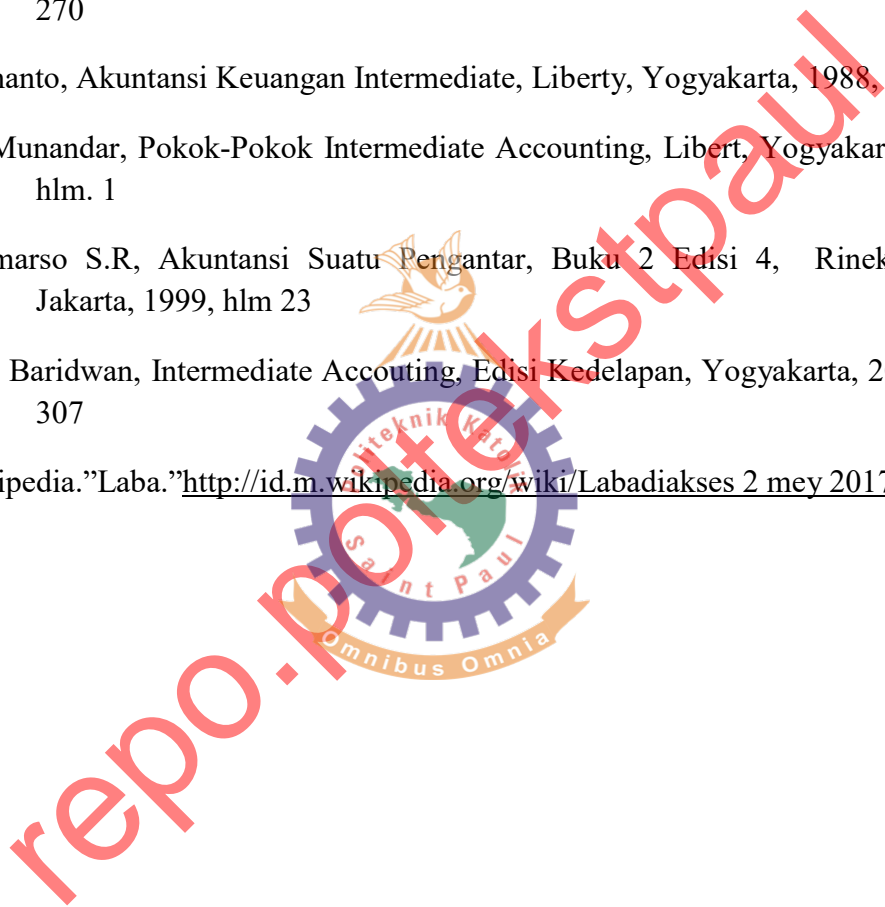 270
nanto, Akuntansi Keuangan Intermediate, Liberty, Yogyakarta, 1988,
Munandar, Pokok-Pokok Intermediate Accounting, Libert, Yogyakar
hlm. 1
marso S.R, Akuntansi Suatu Pengantar, Buku 2 Edisi 4, Rinek
Jakarta, 1999, hlm 23
Baridwan, Intermediate Accouting, Edisi Kedelapan, Yogyakarta, 2
307
ipedia.”Laba.”http://id.m.wikipedia.org/wiki/Labadiakses 2 mey 2017
Politeknik Katolik
Saint Paul
Omnibus Omnia
repo.poltekstpaul